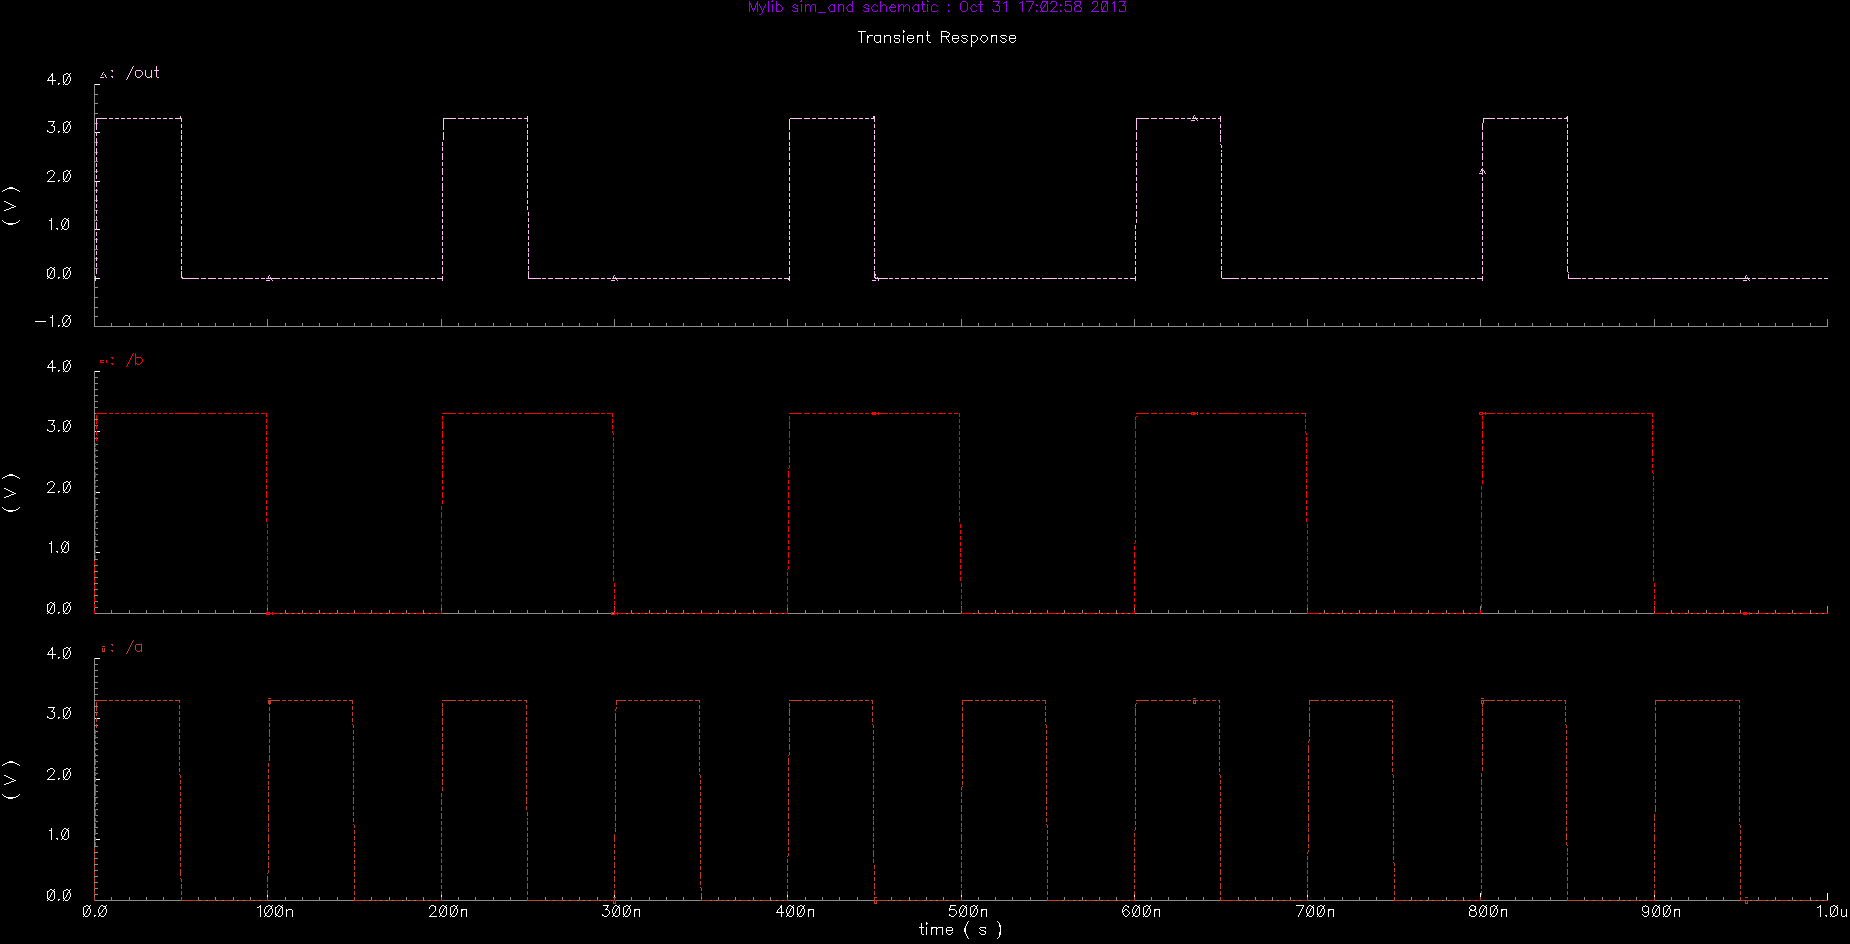 Mylib sim_and schematic : Oct 31 17:02:58 2013
Transient Response
△: /out
4.0
3.0
2.0
1.0
0.0
-1.0
( V )
▪: /b
4.0
3.0
2.0
1.0
0.0
( V )
▫: /a
4.0
3.0
2.0
1.0
0.0
( V )
0.0 100n 200n 300n 400n 500n 600n 700n 800n 900n 1.0u
time ( s )